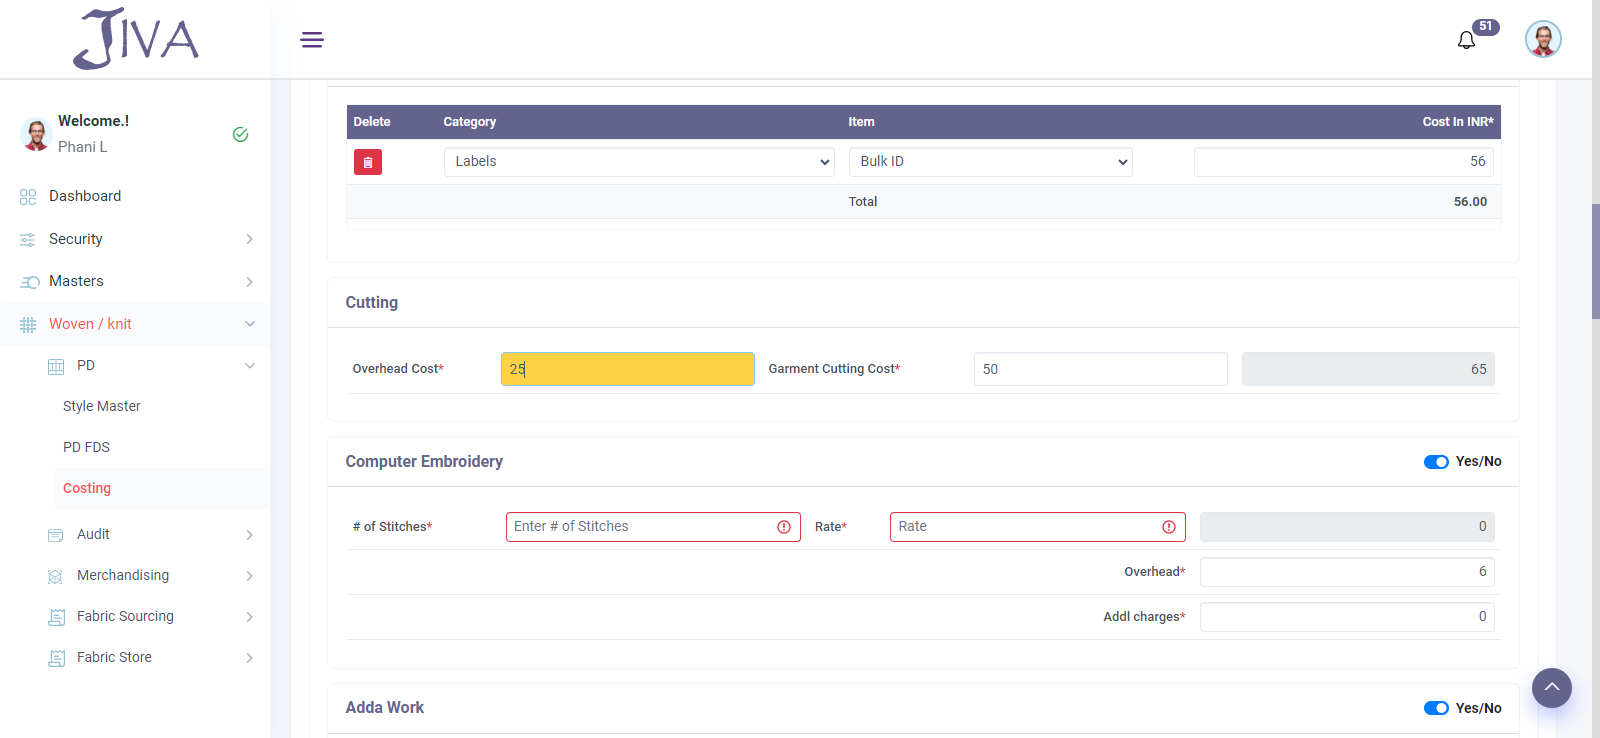 JIVA
51
Welcome.!
Phani L
Dashboard
Security
Masters
Woven / knit
PD
Style Master
PD FDS
Costing
Audit
Merchandising
Fabric Sourcing
Fabric Store
Delete Category Item Cost In INR*
Labels Bulk ID 56
Total 56.00
Cutting
Overhead Cost* 25 Garment Cutting Cost* 50 65
Computer Embroidery Yes/No
# of Stitches* Enter # of Stitches Rate* Rate 0
Overhead* 6
Addl charges* 0
Adda Work Yes/No